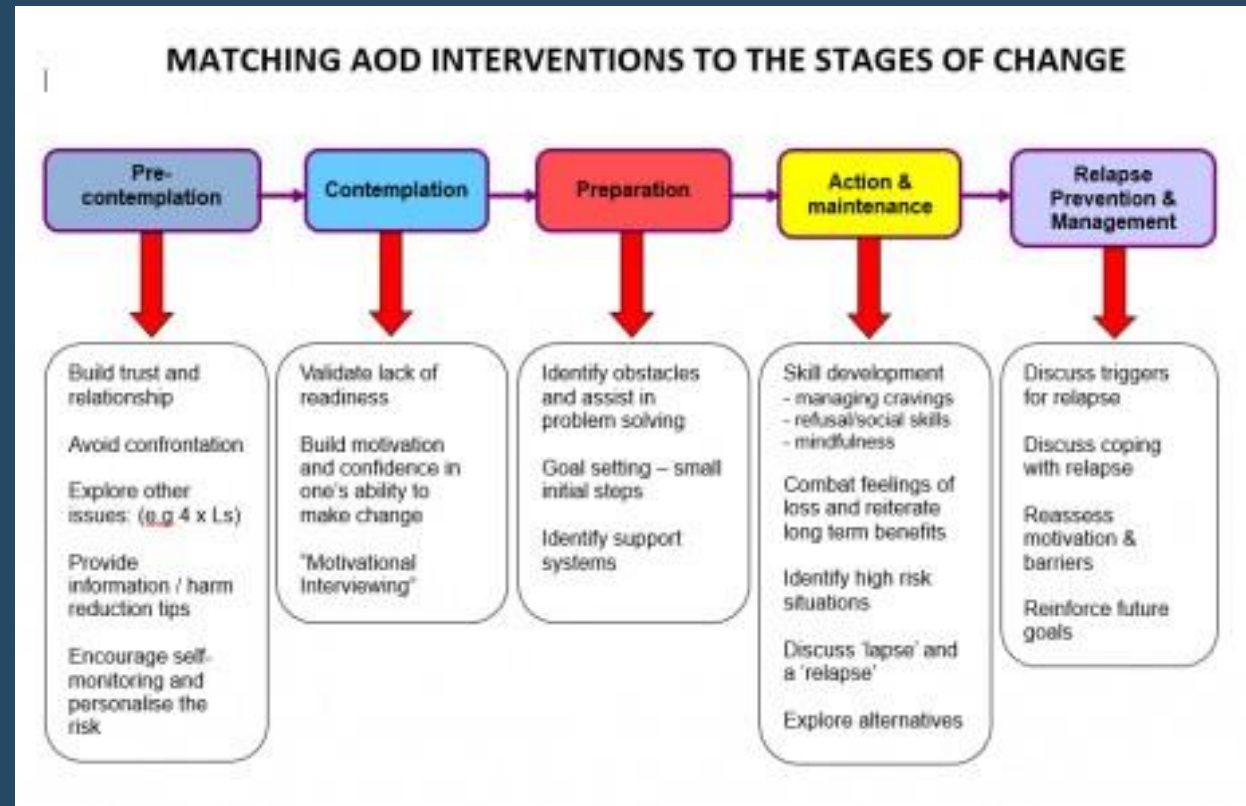 MATCHING AOD INTERVENTIONS TO THE STAGES OF CHANGE
Pre-
contemplation
Contemplation
Preparation
Action &
maintenance
Relapse
Prevention &
Management
Build trust and
relationship
Avoid confrontation
Explore other
issues: (e.g 4 x Ls)
Provide
information / harm
reduction tips
Encourage self-
monitoring and
personalise the
risk
Validate lack of
readiness
Build motivation
and confidence in
one's ability to
make change
"Motivational
Interviewing"
Identify obstacles
and assist in
problem solving
Goal setting – small
initial steps
Identify support
systems
Skill development
- managing cravings
- refusal/social skills
- mindfulness
Combat feelings of
loss and reiterate
long term benefits
Identify high risk
situations
Discuss 'lapse' and
a 'relapse'
Explore alternatives
Discuss triggers
for relapse
Discuss coping
with relapse
Reassess
motivation &
barriers
Reinforce future
goals